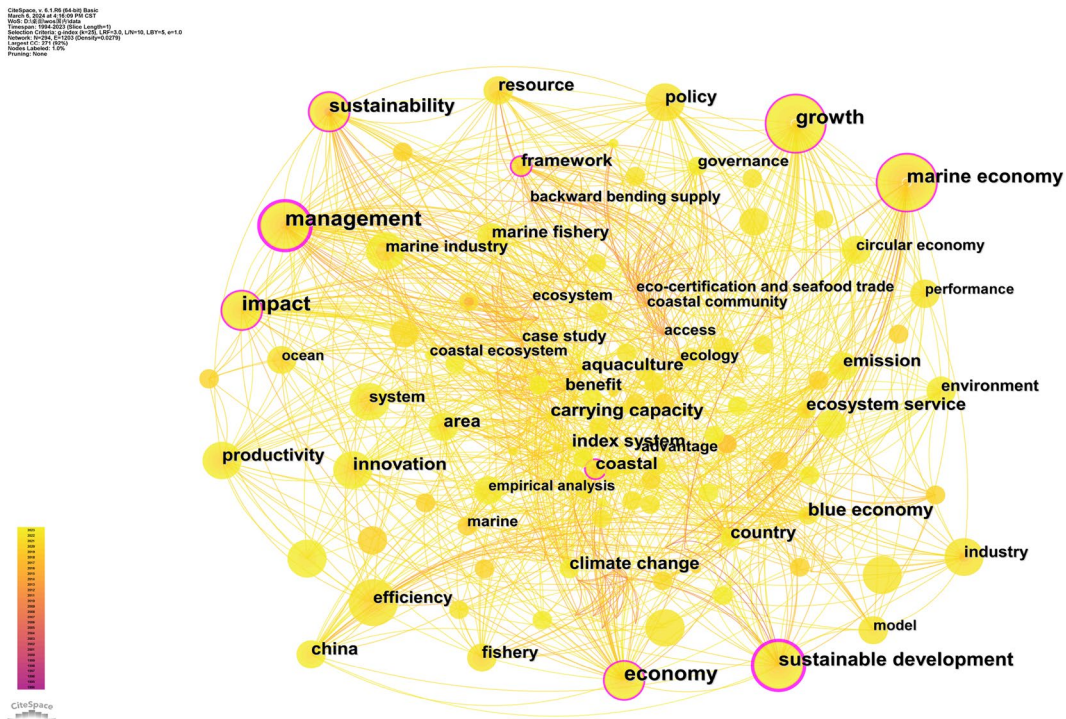 CiteSpace, v. 6.1.R6 (64-bit) Basic
March 6, 2024 at 4:16:09 PM CST
Timespan: 1994-2023 (Slice Length=1)
Selection Criteria: g-index (k=25), LRF=3.0, L/N=10, LBY=5, e=1.0
Network: N=294, E=1203 (Density=0.0279)
Largest CC: 271 (92%)
Nodes Labeled: 1.0%
Pruning: None
resource
sustainability
policy
growth
framework
governance
marine economy
backward bending supply
management
marine fishery
marine industry
circular economy
eco-certification and seafood trade
performance
ecosystem
coastal community
impact
access
case study
coastal ecosystem
ecology
ocean
aquaculture
emission
benefit
environment
system
carrying capacity
ecosystem service
area
index system
advantage
productivity
innovation
coastal
empirical analysis
blue economy
marine
country
industry
climate change
efficiency
model
china
fishery
sustainable development
economy
CiteSpace